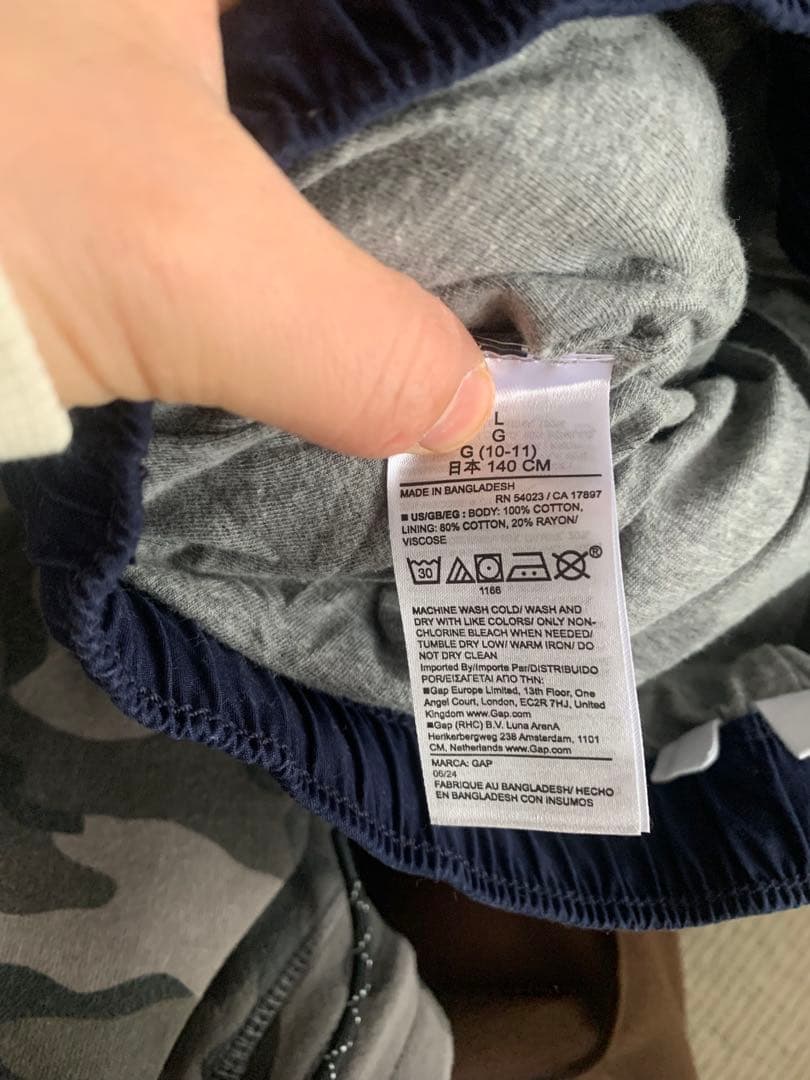 L
G
G (10-11)
日本 140 CM
MADE IN BANGLADESH
RN 54023 / CA 17897
■ US/GB/EG : BODY: 100% COTTON,
LINING: 80% COTTON, 20% RAYON/
VISCOSE
30
®
1166
MACHINE WASH COLD/ WASH AND
DRY WITH LIKE COLORS/ ONLY NON-
CHLORINE BLEACH WHEN NEEDED/
TUMBLE DRY LOW/ WARM IRON/ DO
NOT DRY CLEAN
Imported By/Importe Par/DISTRIBUIDO
POR/ΕΙΣΑΓΕΤΑΙ ΑΠΟ ΤΗΝ:
■Gap Europe Limited, 13th Floor, One
Angel Court, London, EC2R 7HJ, United
Kingdom www.Gap.com
■Gap (RHC) B.V. Luna ArenA
Herikerbergweg 238 Amsterdam, 1101
CM, Netherlands www.Gap.com
MARCA: GAP
06/24
FABRIQUE AU BANGLADESH/ HECHO
EN BANGLADESH CON INSUMOS